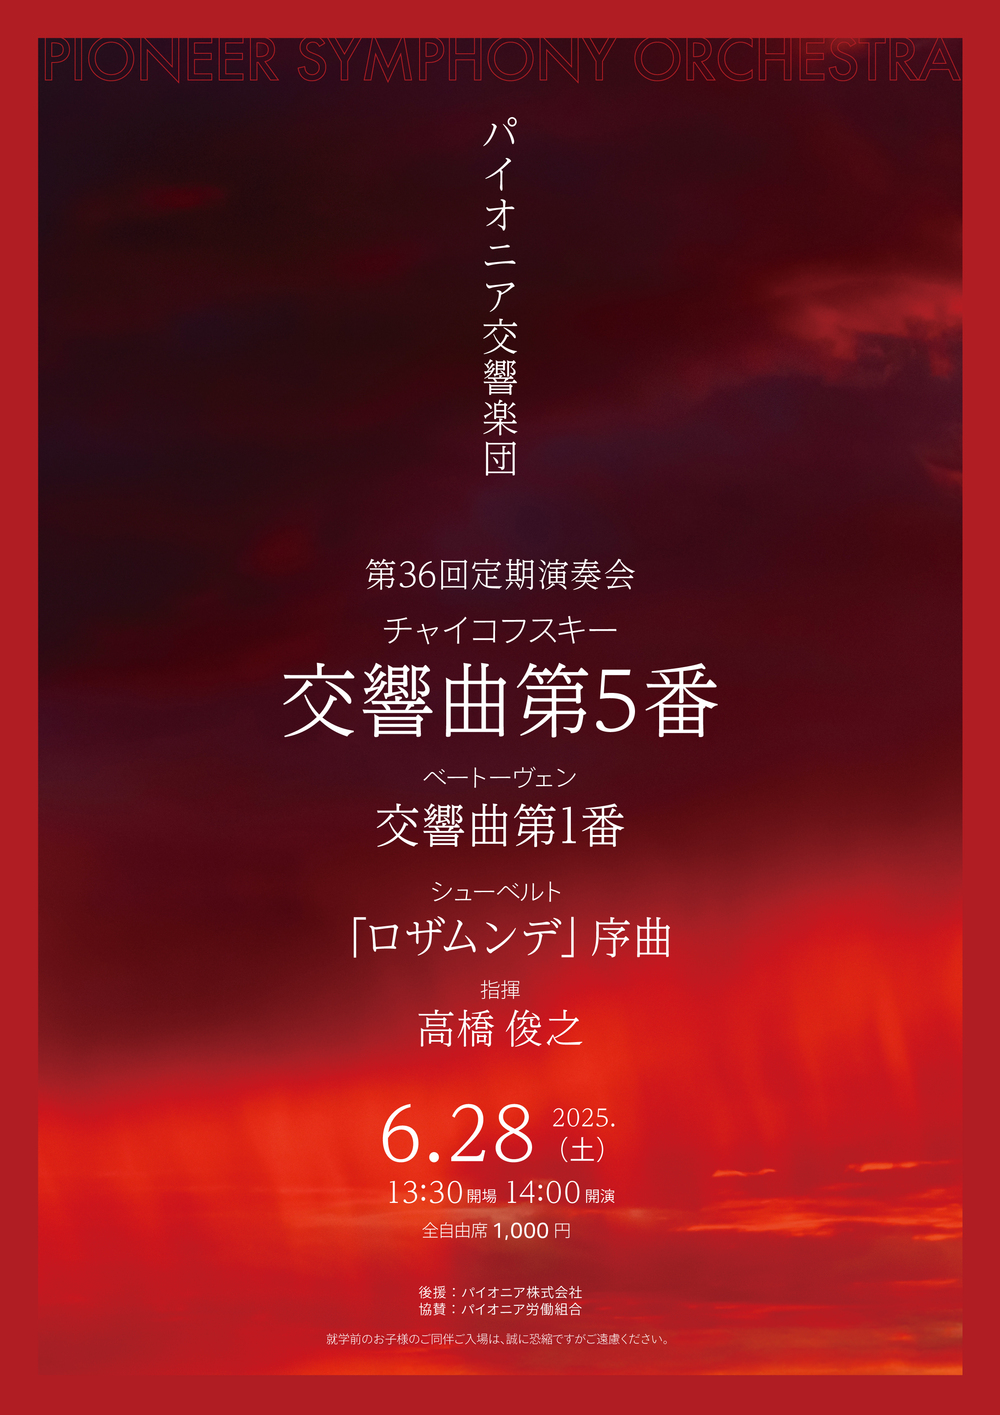 PIONEER SYMPHONY ORCHESTRA
パイオニア交響楽団
第36回定期演奏会
チャイコフスキー
交響曲第5番
ベートーヴェン
交響曲第1番
シューベルト
「ロザムンデ」序曲
指揮
高橋 俊之
6.28 2025.(土)
13:30開場 14:00開演
全自由席 1,000 円
後援：パイオニア株式会社
協賛：パイオニア労働組合
就学前のお子様のご同伴ご入場は、誠に恐縮ですがご遠慮ください。